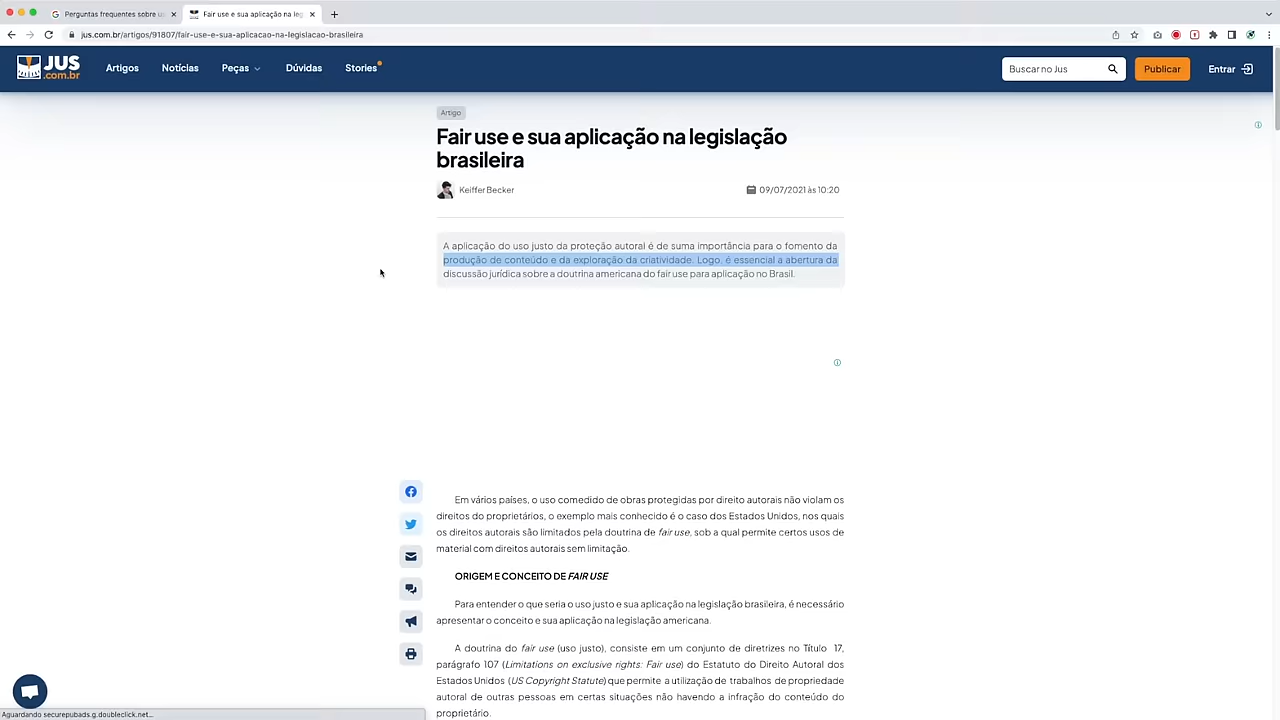 Perguntas frequentes sobre u
Fair use e sua aplicação na leg
jus.com.br/artigos/91807/fair-use-e-sua-aplicacao-na-legislacao-brasileira
JUS
.com.br
Artigos
Notícias
Peças
Dúvidas
Stories
Buscar no Jus
Publicar
Entrar
Artigo
Fair use e sua aplicação na legislação
brasileira
Keiffer Becker
09/07/2021 às 10:20
A aplicação do uso justo da proteção autoral é de suma importância para o fomento da
produção de conteúdo e da exploração da criatividade. Logo, é essencial a abertura da
discussão jurídica sobre a doutrina americana do fair use para aplicação no Brasil.
Em vários países, o uso comedido de obras protegidas por direito autorais não violam os
direitos do proprietários, o exemplo mais conhecido é o caso dos Estados Unidos, nos quais
os direitos autorais são limitados pela doutrina de fair use, sob a qual permite certos usos de
material com direitos autorais sem limitação.
ORIGEM E CONCEITO DE FAIR USE
Para entender o que seria o uso justo e sua aplicação na legislação brasileira, é necessário
apresentar o conceito e sua aplicação na legislação americana.
A doutrina do fair use (uso justo), consiste em um conjunto de diretrizes no Título 17,
parágrafo 107 (Limitations on exclusive rights: Fair use) do Estatuto do Direito Autoral dos
Estados Unidos (US Copyright Statute) que permite a utilização de trabalhos de propriedade
autoral de outras pessoas em certas situações não havendo a infração do conteúdo do
proprietário.
Aguardando securepubads.g.doubleclick.net...